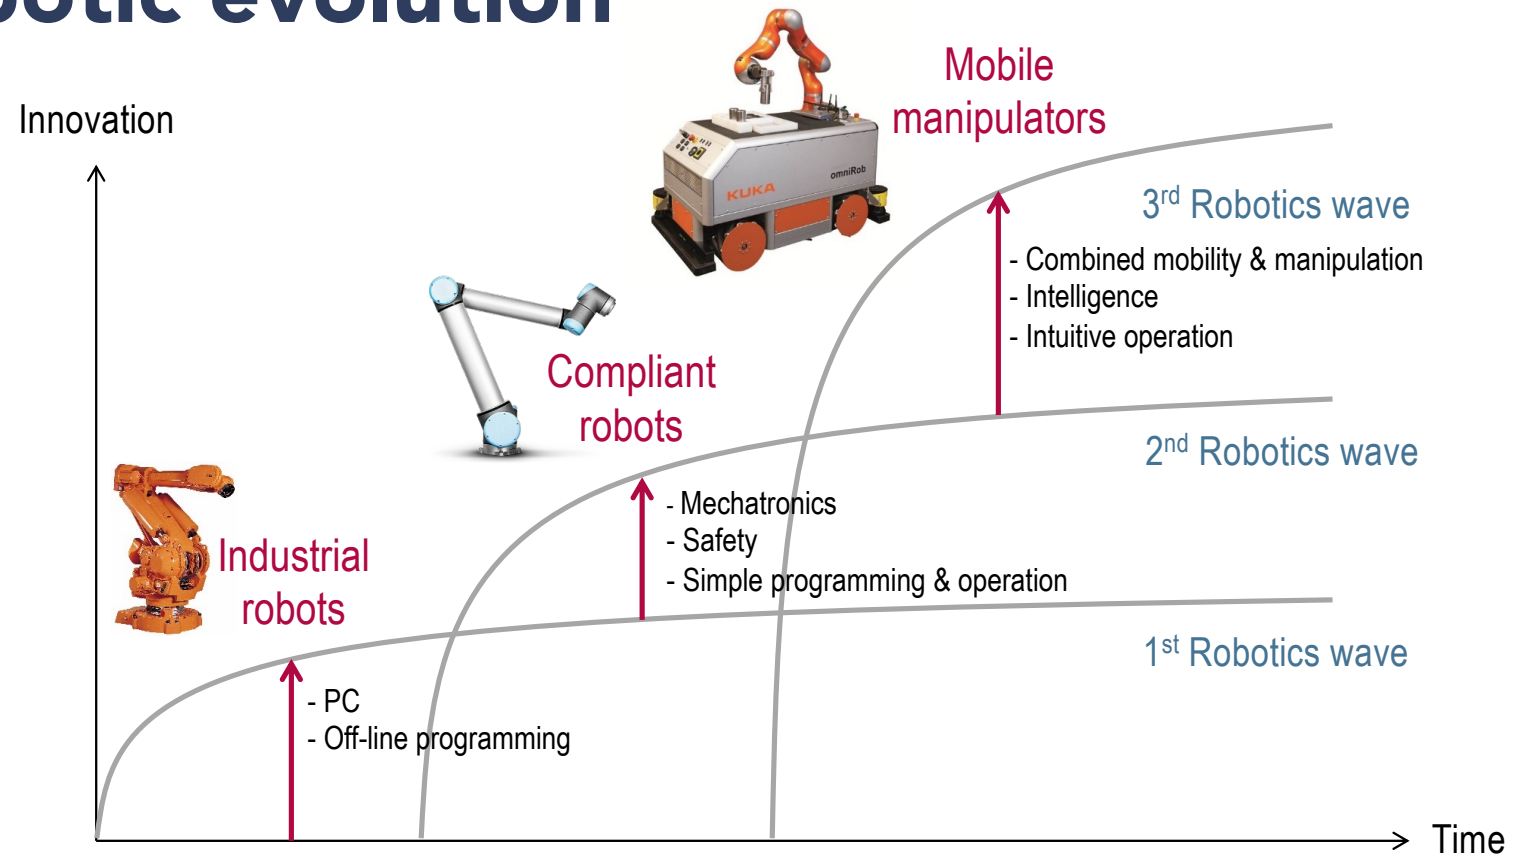 evolution
Innovation
Mobile
manipulators
KUKA
omniRob
3rd Robotics wave
- Combined mobility & manipulation
- Intelligence
- Intuitive operation
Compliant
robots
2nd Robotics wave
- Mechatronics
- Safety
- Simple programming & operation
Industrial
robots
1st Robotics wave
- PC
- Off-line programming
Time